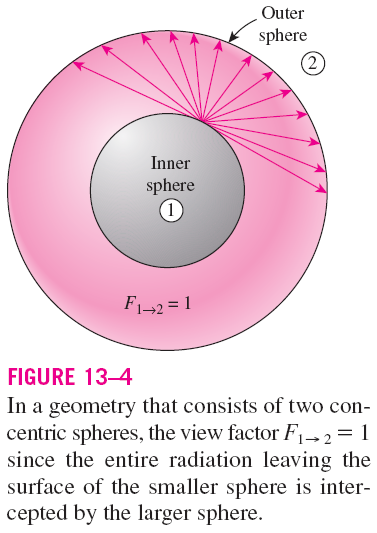 Outer
sphere
2
Inner
sphere
1
F1→2 = 1
FIGURE 13–4
In a geometry that consists of two con-
centric spheres, the view factor F1→2 = 1
since the entire radiation leaving the
surface of the smaller sphere is inter-
cepted by the larger sphere.